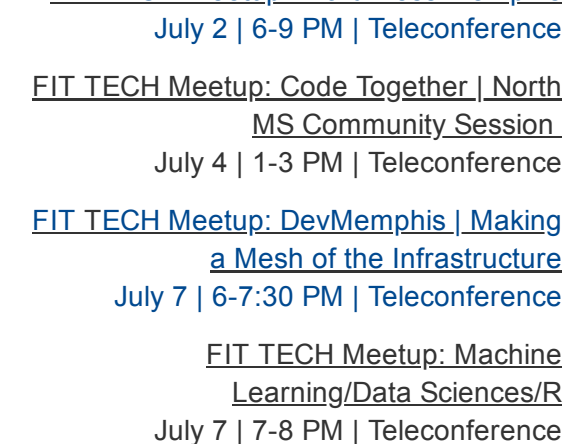 July 2 | 6-9 PM | Teleconference
FIT TECH Meetup: Code Together | North
MS Community Session
July 4 | 1-3 PM | Teleconference
FIT TECH Meetup: DevMemphis | Making
a Mesh of the Infrastructure
July 7 | 6-7:30 PM | Teleconference
FIT TECH Meetup: Machine
Learning/Data Sciences/R
July 7 | 7-8 PM | Teleconference